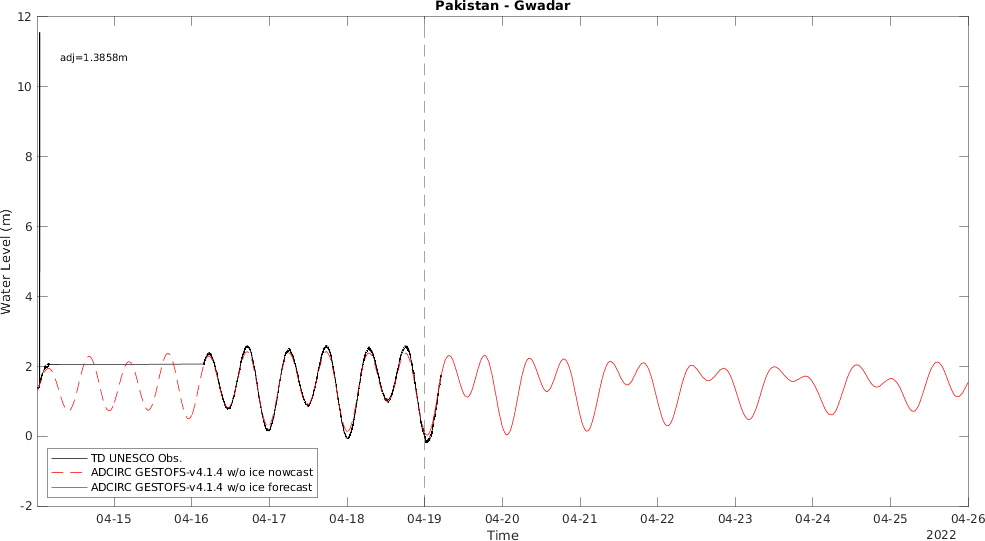 Pakistan - Gwadar
adj=1.3858m
12
10
8
6
4
2
0
-2
Water Level (m)
TD UNESCO Obs.
ADCIRC GESTOFS-v4.1.4 w/o ice nowcast
ADCIRC GESTOFS-v4.1.4 w/o ice forecast
04-15 04-16 04-17 04-18 04-19 04-20 04-21 04-22 04-23 04-24 04-25 04-26
Time
2022